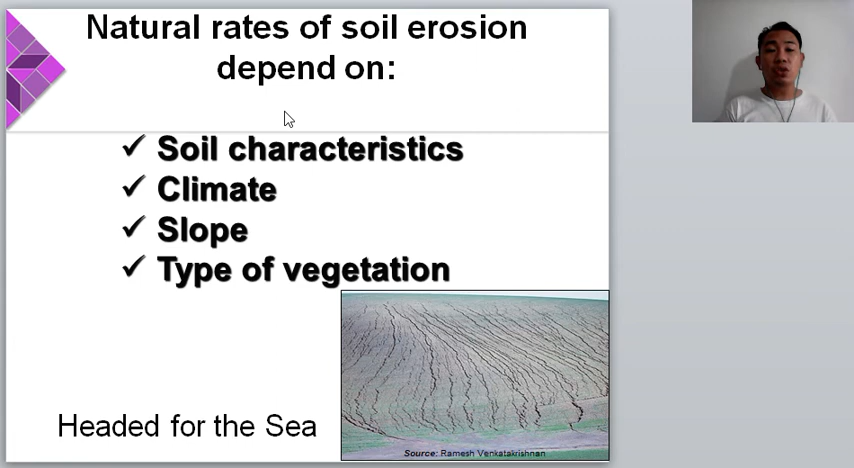 Natural rates of soil erosion
depend on:
✓ Soil characteristics
✓ Climate
✓ Slope
✓ Type of vegetation
Headed for the Sea
Source: Ramesh Venkatakrishnan